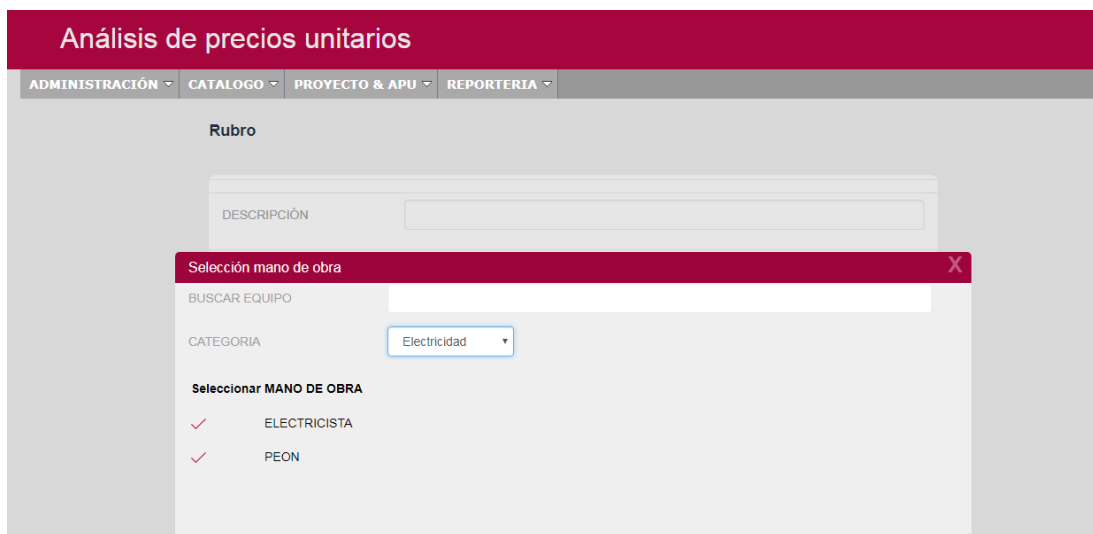 Análisis de precios unitarios
ADMINISTRACIÓN CATALOGO PROYECTO & APU REPORTERIA
Rubro
DESCRIPCIÓN
Selección mano de obra X
BUSCAR EQUIPO
CATEGORIA Electricidad
Seleccionar MANO DE OBRA
ELECTRICISTA
PEON